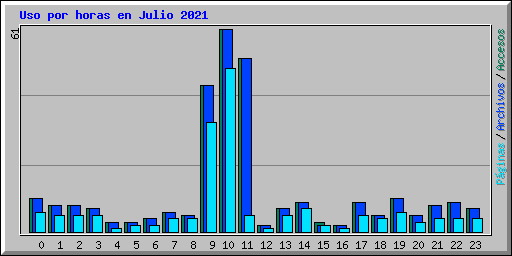 Uso por horas en Julio 2021
61
0 1 2 3 4 5 6 7 8 9 10 11 12 13 14 15 16 17 18 19 20 21 22 23
Páginas / Archivos / Accesos